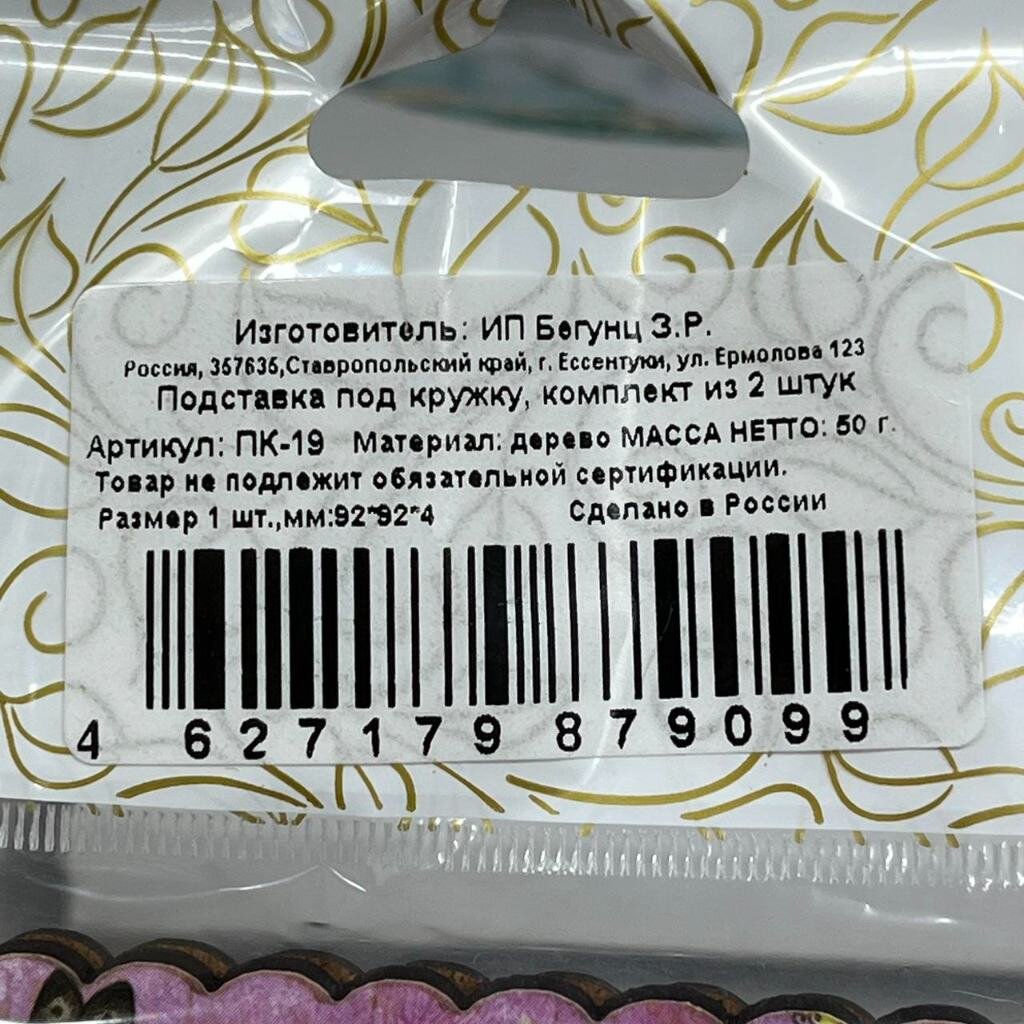 Изготовитель: ИП Бегунц З.Р.
Россия, 357635,Ставропольский край, г. Ессентуки, ул. Ермолова 123
Подставка под кружку, комплект из 2 штук
Артикул: ПК-19 Материал: дерево МАССА НЕТТО: 50 г.
Товар не подлежит обязательной сертификации.
Размер 1 шт.,мм:92*92*4 Сделано в России
4 627179 879099